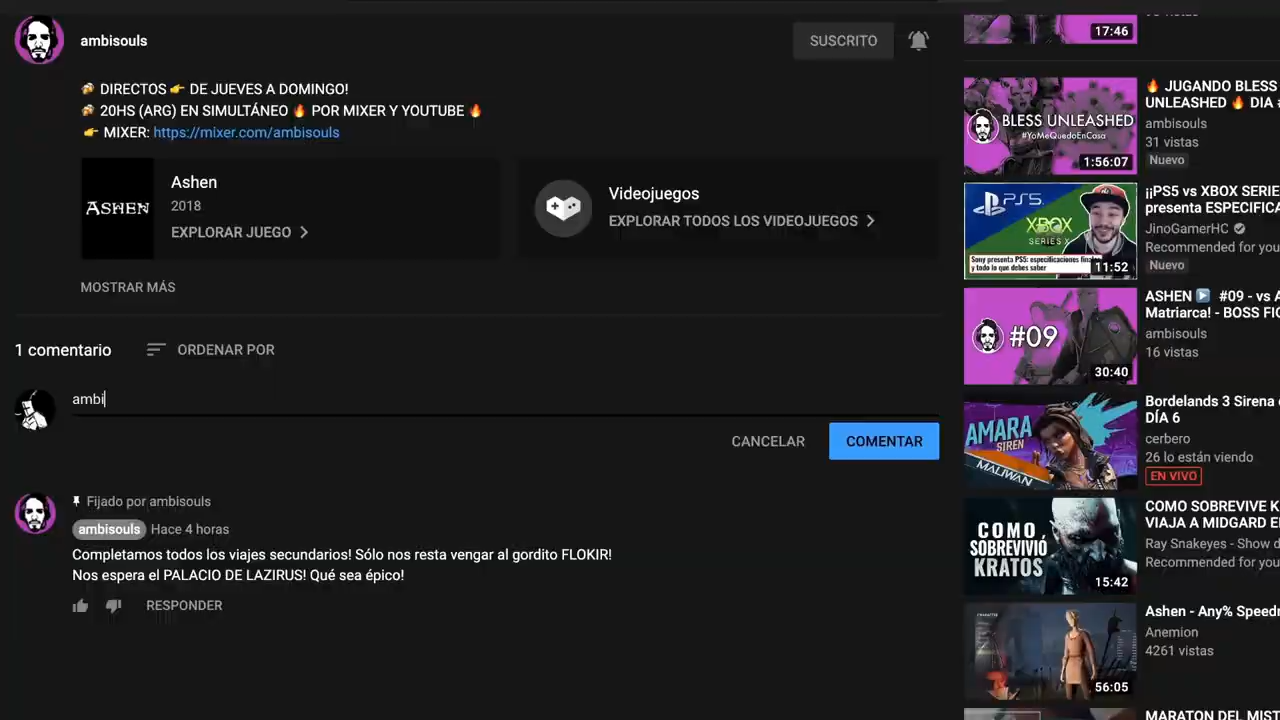 ambisouls
SUSCRITO
DIRECTOS 👉 DE JUEVES A DOMINGO!
20HS (ARG) EN SIMULTÁNEO 🔥 POR MIXER Y YOUTUBE 🔥
👉 MIXER: https://mixer.com/ambisouls
ASHEN
Ashen
2018
EXPLORAR JUEGO
Videojuegos
EXPLORAR TODOS LOS VIDEOJUEGOS
MOSTRAR MÁS
1 comentario
ORDENAR POR
ambi
CANCELAR
COMENTAR
Fijado por ambisouls
ambisouls Hace 4 horas
Completamos todos los viajes secundarios! Sólo nos resta vengar al gordito FLOKIR!
Nos espera el PALACIO DE LAZIRUS! Qué sea épico!
RESPONDER
17:46
BLESS UNLEASHED
#YoMeQuedoEnCasa
1:56:07
🔥 JUGANDO BLESS
UNLEASHED 🔥 DIA
ambisouls
31 vistas
Nuevo
PS5
XBOX
SERIES X
Sony presenta PS5: especificaciones finales
y todo lo que debes saber
11:52
¡¡PS5 vs XBOX SERIE
presenta ESPECIFICA
JinoGamerHC
Recommended for you
Nuevo
#09
30:40
ASHEN ▶ #09 - vs A
Matriarca! - BOSS FIG
ambisouls
16 vistas
AMARA
SIREN
MALIWAN
Bordelands 3 Sirena
DÍA 6
cerbero
26 lo están viendo
EN VIVO
COMO
SOBREVIVIÓ
KRATOS
15:42
COMO SOBREVIVE K
VIAJA A MIDGARD E
Ray Snakeyes - Show d
Recommended for you
56:05
Ashen - Any% Speedr
Anemion
4261 vistas
MARATON DEL MIST